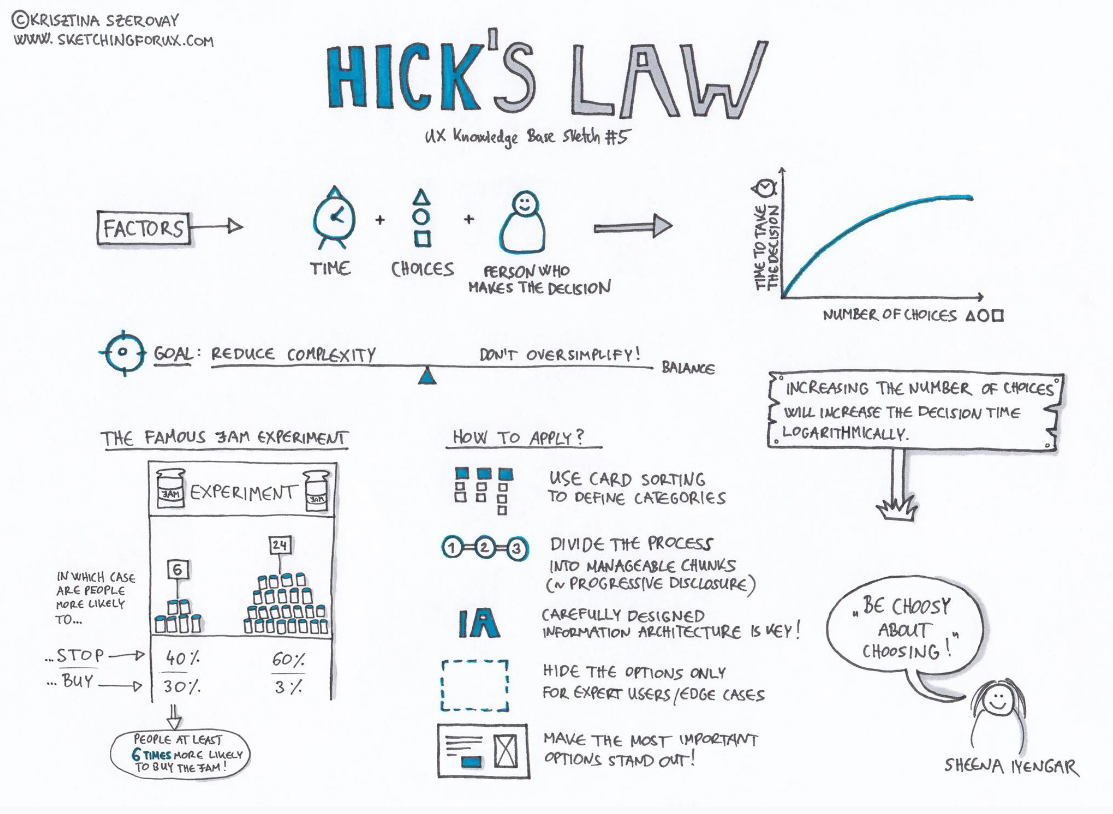 ©KRISZTINA SZEROVAY
WWW.SKETCHINGFORUX.COM
HICK'S LAW
UX Knowledge Base Sketch #5
FACTORS
TIME
+
CHOICES
+
PERSON WHO
MAKES THE DECISION
TIME TO TAKE
THE DECISION
NUMBER OF CHOICES
GOAL: REDUCE COMPLEXITY
DON'T OVERSIMPLIFY!
BALANCE
INCREASING THE NUMBER OF CHOICES
WILL INCREASE THE DECISION TIME
LOGARITHMICALLY.
THE FAMOUS JAM EXPERIMENT
JAM
EXPERIMENT
JAM
6
24
IN WHICH CASE
ARE PEOPLE
MORE LIKELY
TO...
...STOP
40%
60%
...BUY
30%
3%
PEOPLE AT LEAST
6 TIMES MORE LIKELY
TO BUY THE JAM!
HOW TO APPLY?
USE CARD SORTING
TO DEFINE CATEGORIES
1 2 3
DIVIDE THE PROCESS
INTO MANAGEABLE CHUNKS
(~ PROGRESSIVE DISCLOSURE)
IA
CAREFULLY DESIGNED
INFORMATION ARCHITECTURE IS KEY!
HIDE THE OPTIONS ONLY
FOR EXPERT USERS/EDGE CASES
MAKE THE MOST IMPORTANT
OPTIONS STAND OUT!
„BE CHOOSY
ABOUT
CHOOSING!"
SHEENA IYENGAR